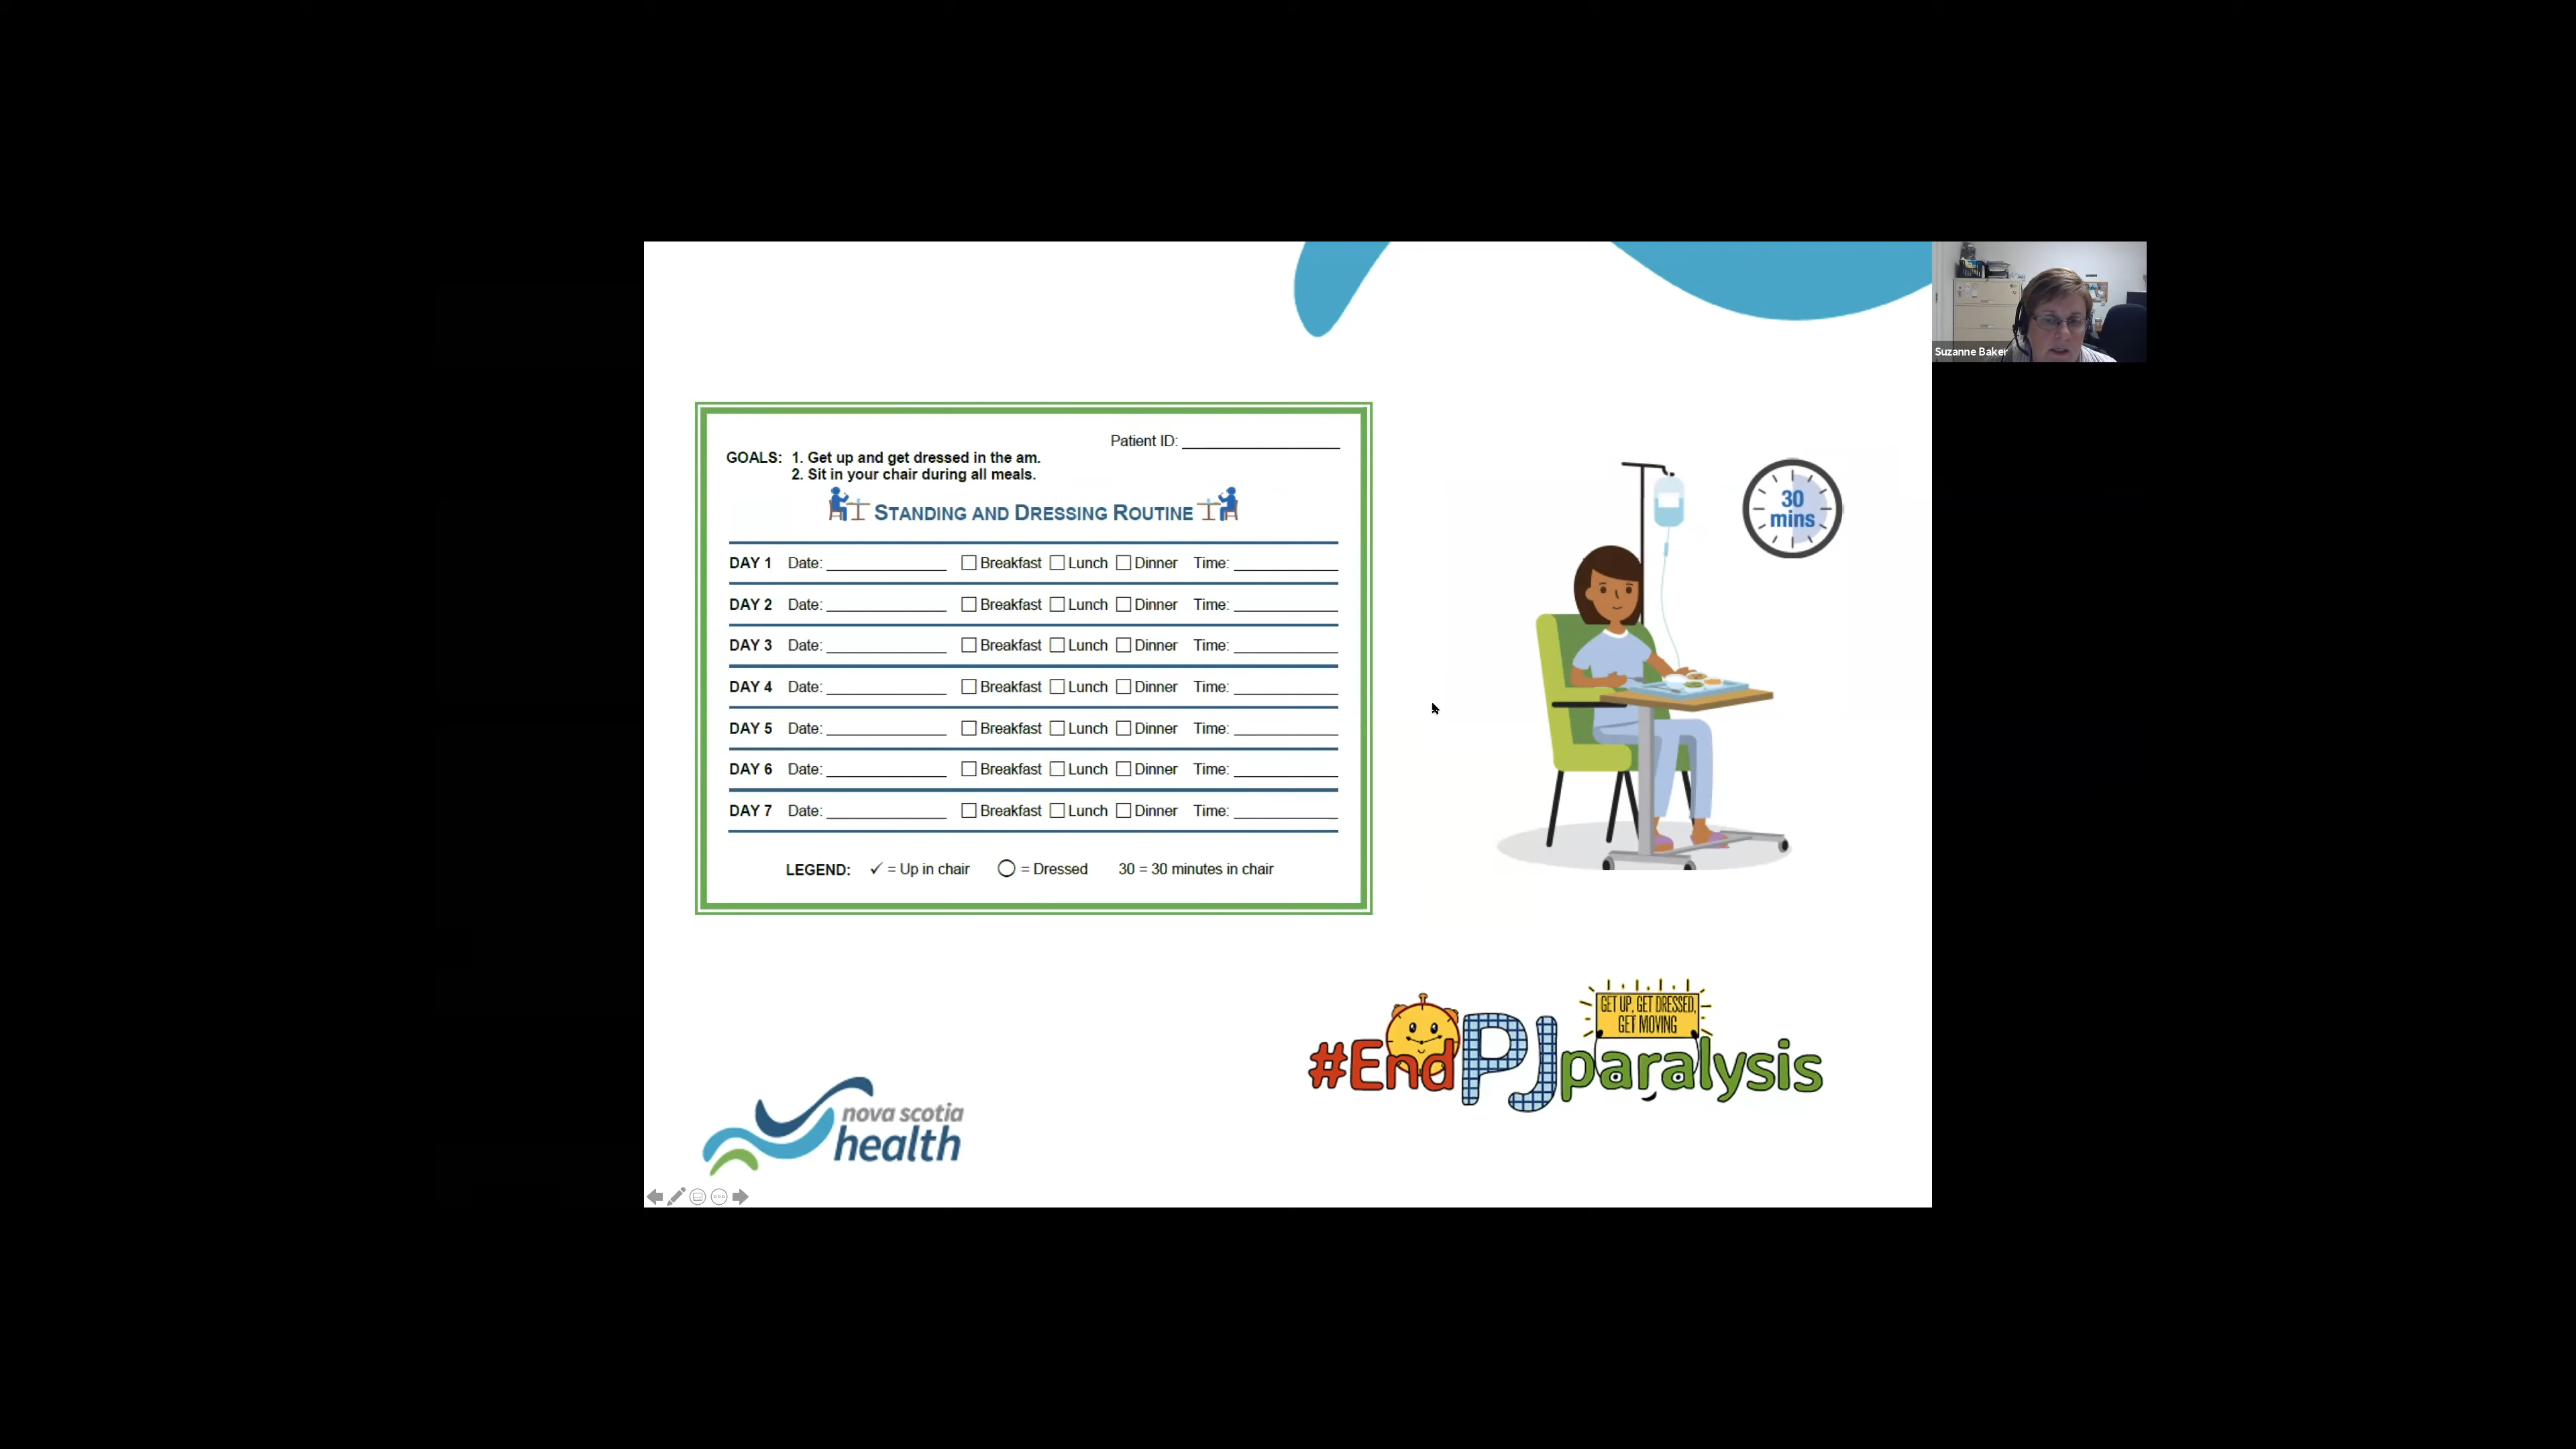 Suzanne Baker
Patient ID:
GOALS: 1. Get up and get dressed in the am.
2. Sit in your chair during all meals.
STANDING AND DRESSING ROUTINE
DAY 1 Date: Breakfast Lunch Dinner Time:
DAY 2 Date: Breakfast Lunch Dinner Time:
DAY 3 Date: Breakfast Lunch Dinner Time:
DAY 4 Date: Breakfast Lunch Dinner Time:
DAY 5 Date: Breakfast Lunch Dinner Time:
DAY 6 Date: Breakfast Lunch Dinner Time:
DAY 7 Date: Breakfast Lunch Dinner Time:
LEGEND: ✓ = Up in chair ◯ = Dressed 30 = 30 minutes in chair
30
mins
GET UP, GET DRESSED,
GET MOVING
#EndPJparalysis
nova scotia
health